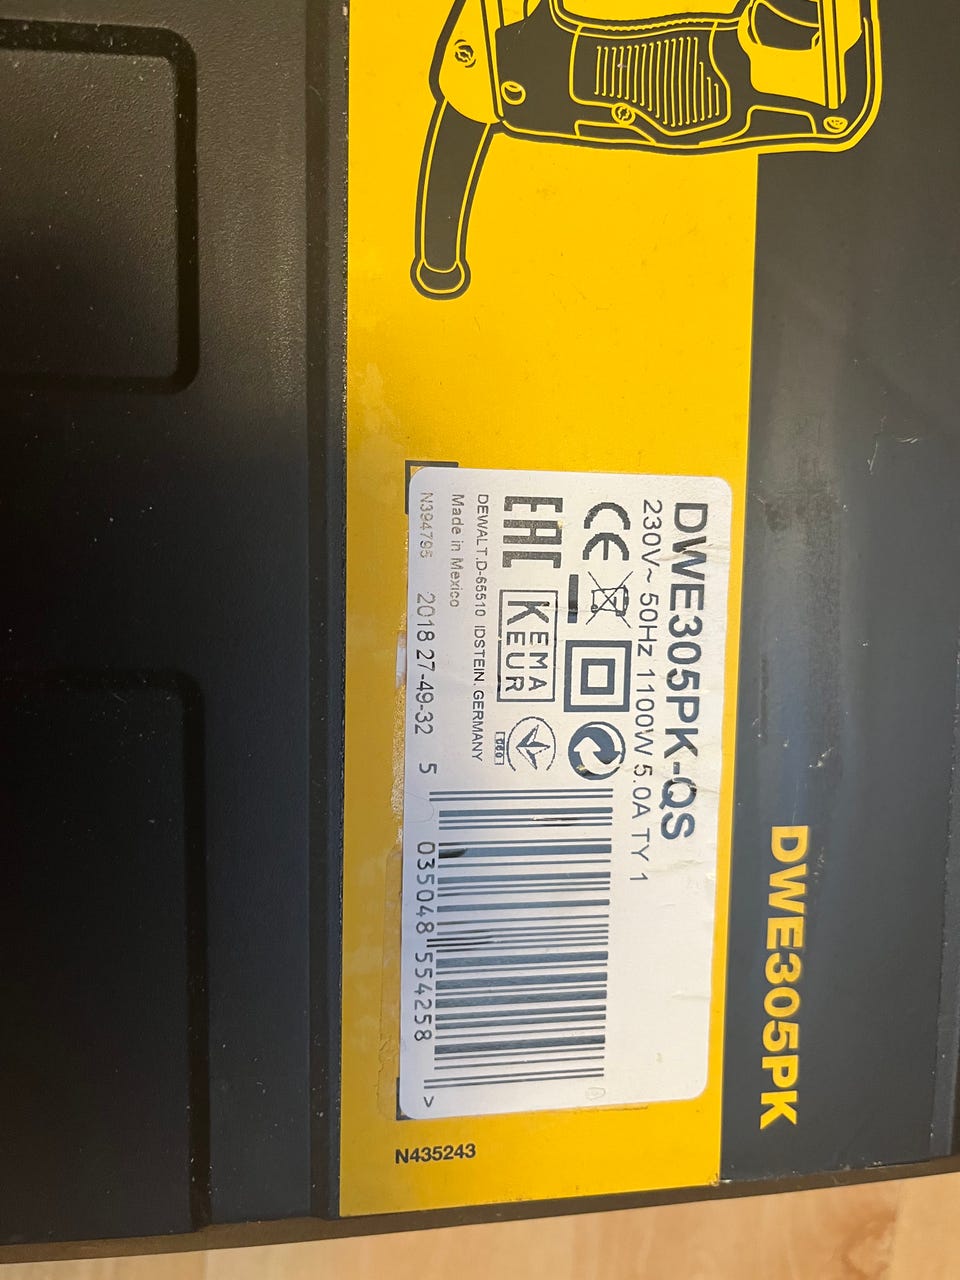 DWE305PK-QS
230V~ 50Hz 1100W 5.0A TY 1
CE
EAC
KEMA
KEUR
DEWALT.D-65510 IDSTEIN. GERMANY
Made in Mexico
N394795 2018 27-49-32
5 035048 554258 >
DWE305PK
N435243